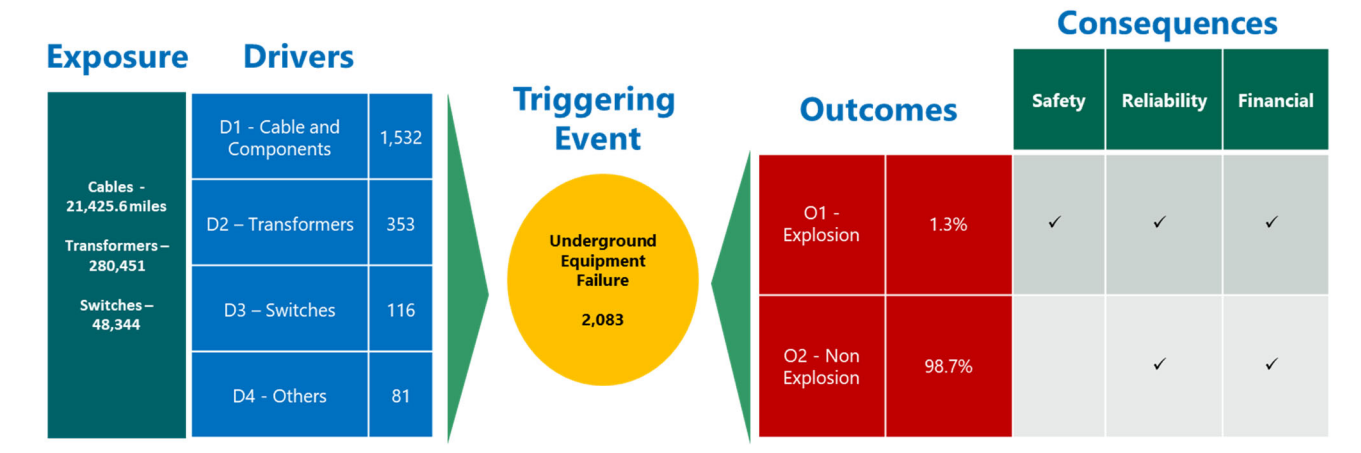 Consequences
Exposure
Drivers
Triggering
Event
Outcomes
Safety
Reliability
Financial
Cables -
21,425.6 miles
Transformers –
280,451
Switches –
48,344
D1 - Cable and
Components
1,532
D2 – Transformers
353
D3 – Switches
116
D4 - Others
81
Underground
Equipment
Failure
2,083
O1 -
Explosion
1.3%
✓
✓
✓
O2 - Non
Explosion
98.7%
✓
✓